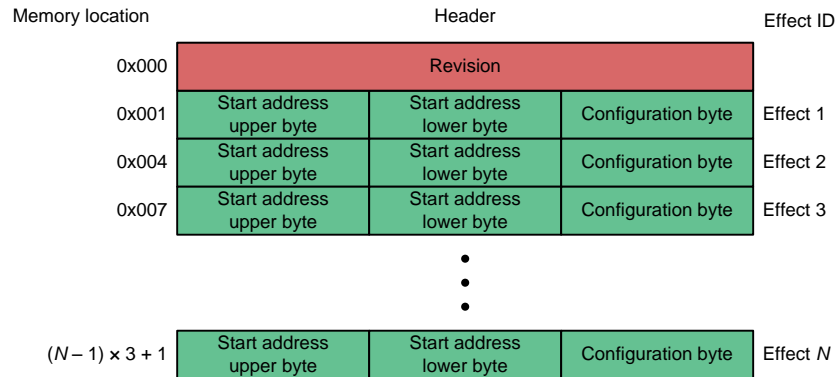 Memory location Header Effect ID
0x000 Revision
0x001 Start address upper byte Start address lower byte Configuration byte Effect 1
0x004 Start address upper byte Start address lower byte Configuration byte Effect 2
0x007 Start address upper byte Start address lower byte Configuration byte Effect 3
(N – 1) × 3 + 1 Start address upper byte Start address lower byte Configuration byte Effect N